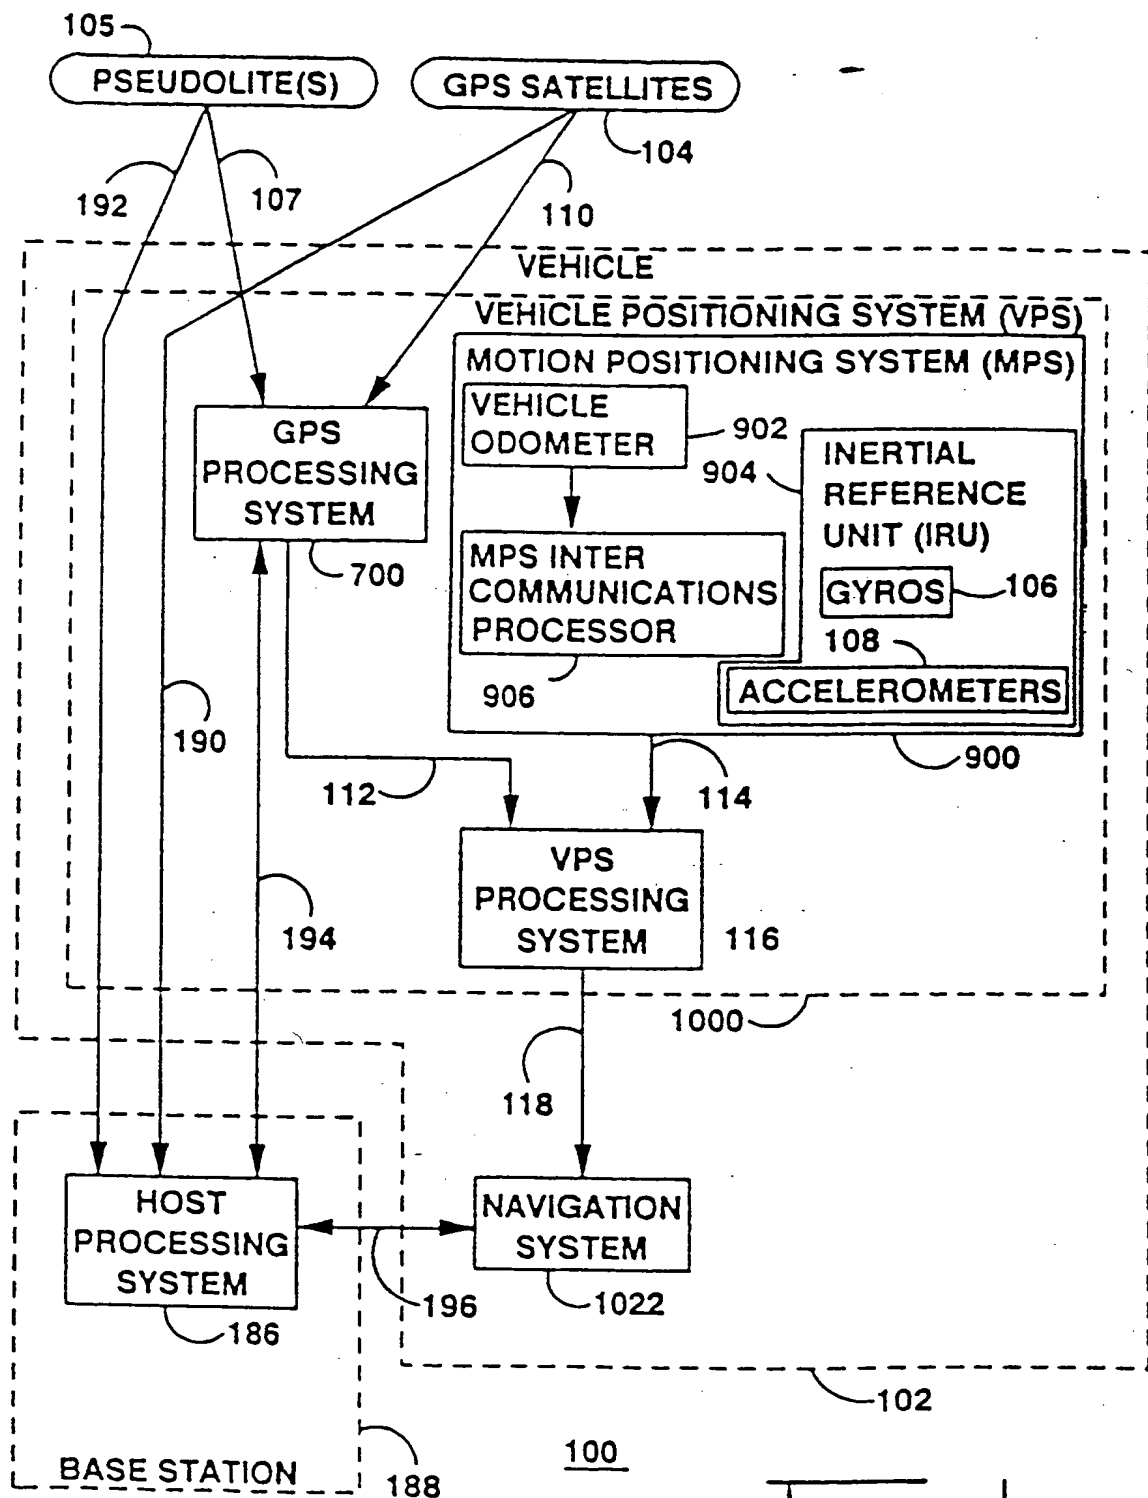 105
PSEUDOLITE(S)
GPS SATELLITES
104
192
107
110
VEHICLE
VEHICLE POSITIONING SYSTEM (VPS)
MOTION POSITIONING SYSTEM (MPS)
VEHICLE
ODOMETER
902
GPS
PROCESSING
SYSTEM
700
904
INERTIAL
REFERENCE
UNIT (IRU)
MPS INTER
COMMUNICATIONS
PROCESSOR
906
GYROS
106
108
ACCELEROMETERS
900
190
112
114
VPS
PROCESSING
SYSTEM
116
194
1000
118
HOST
PROCESSING
SYSTEM
186
NAVIGATION
SYSTEM
1022
196
102
BASE STATION
188
100